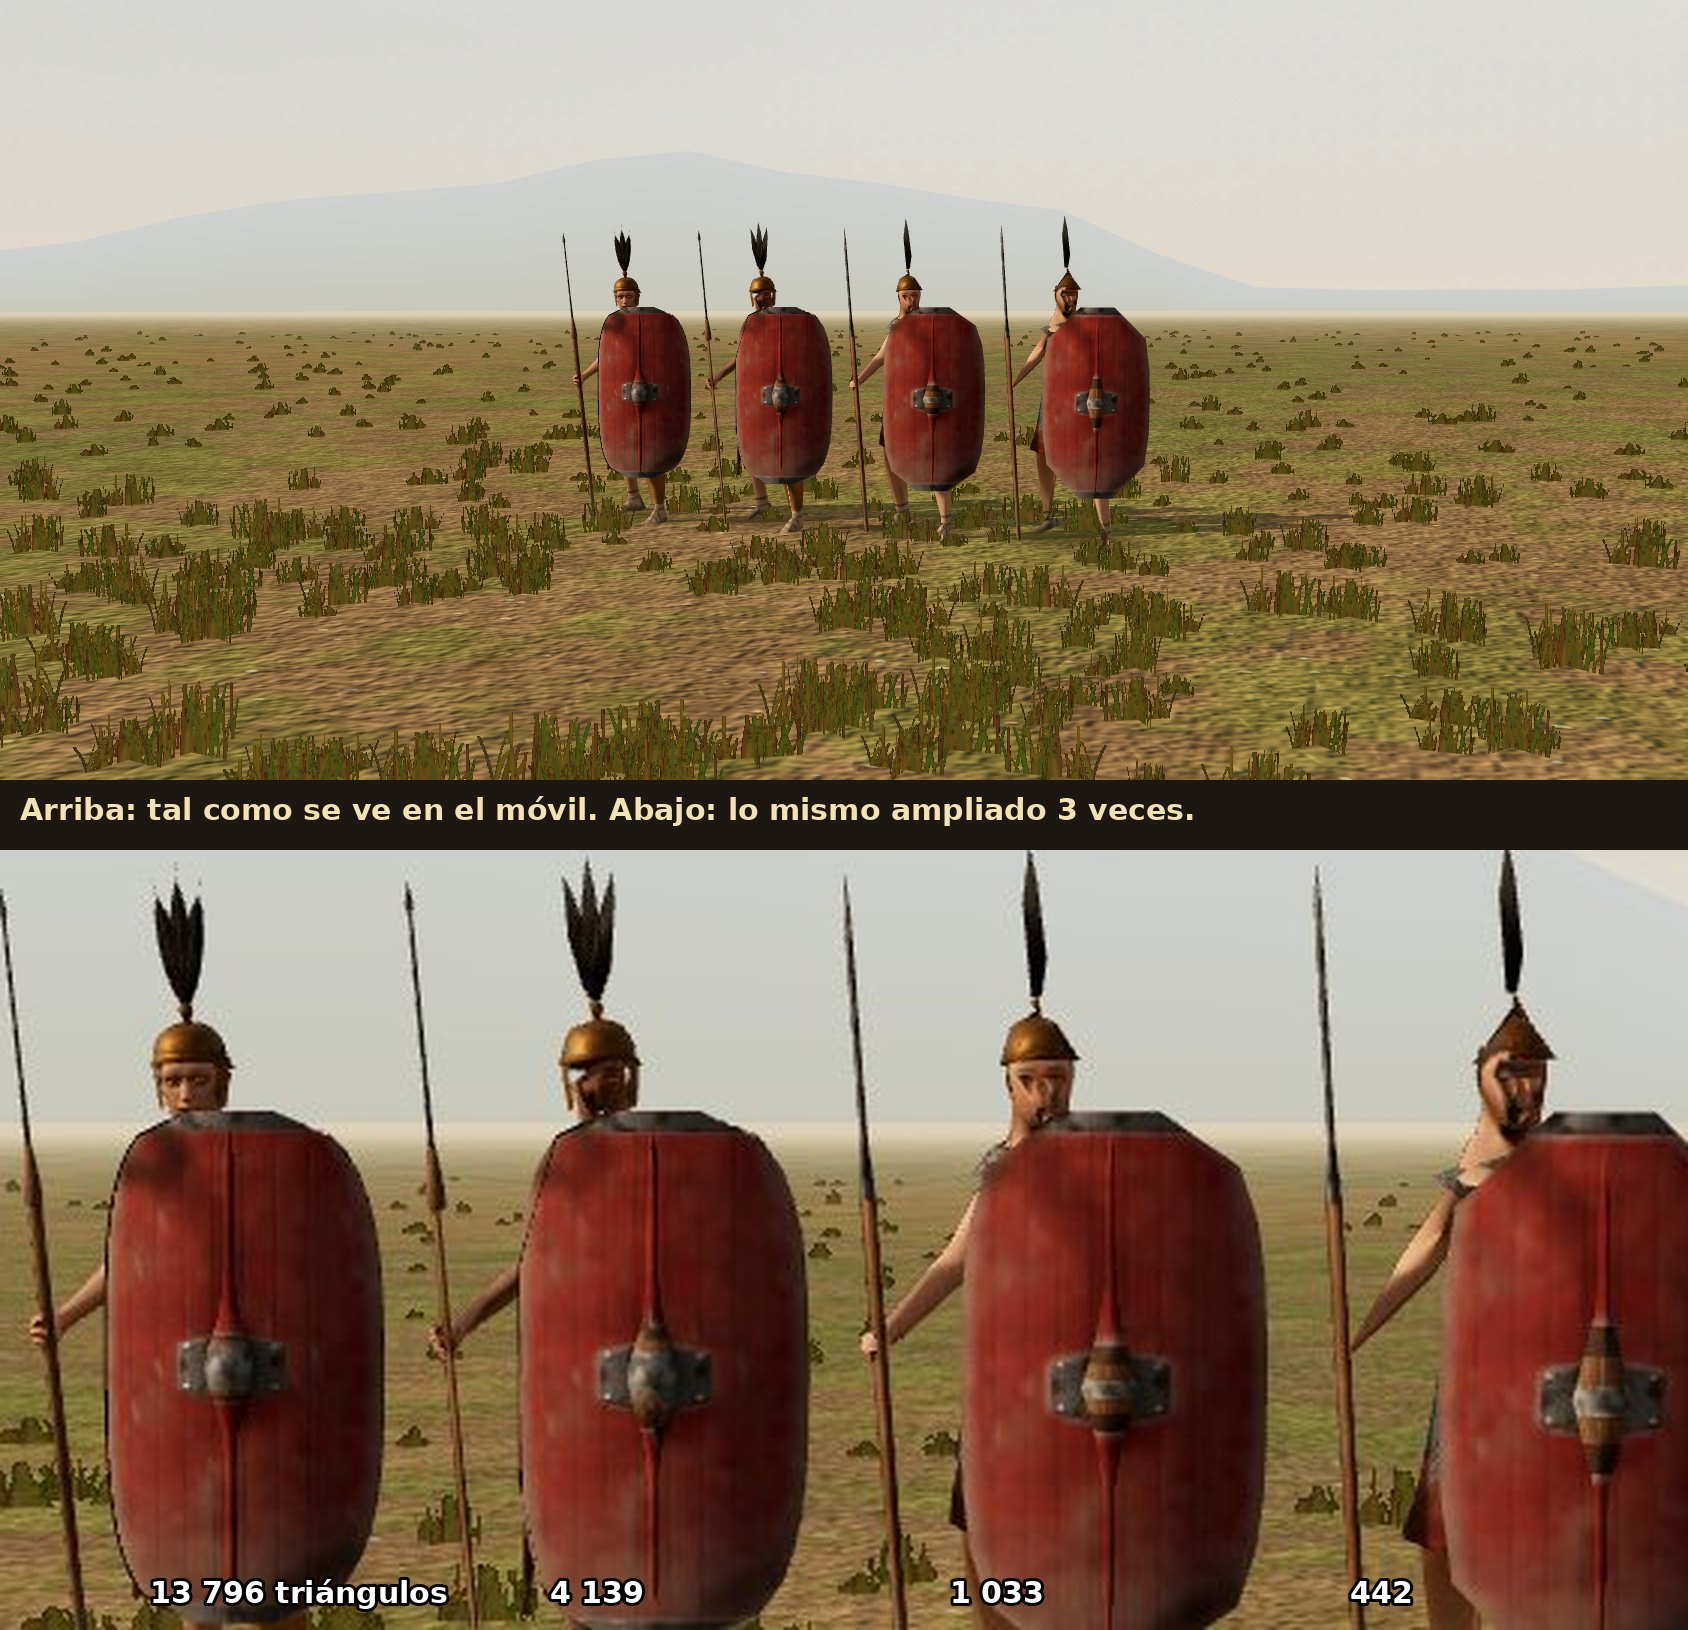 Arriba: tal como se ve en el móvil. Abajo: lo mismo ampliado 3 veces.
13 796 triángulos
4 139
1 033
442